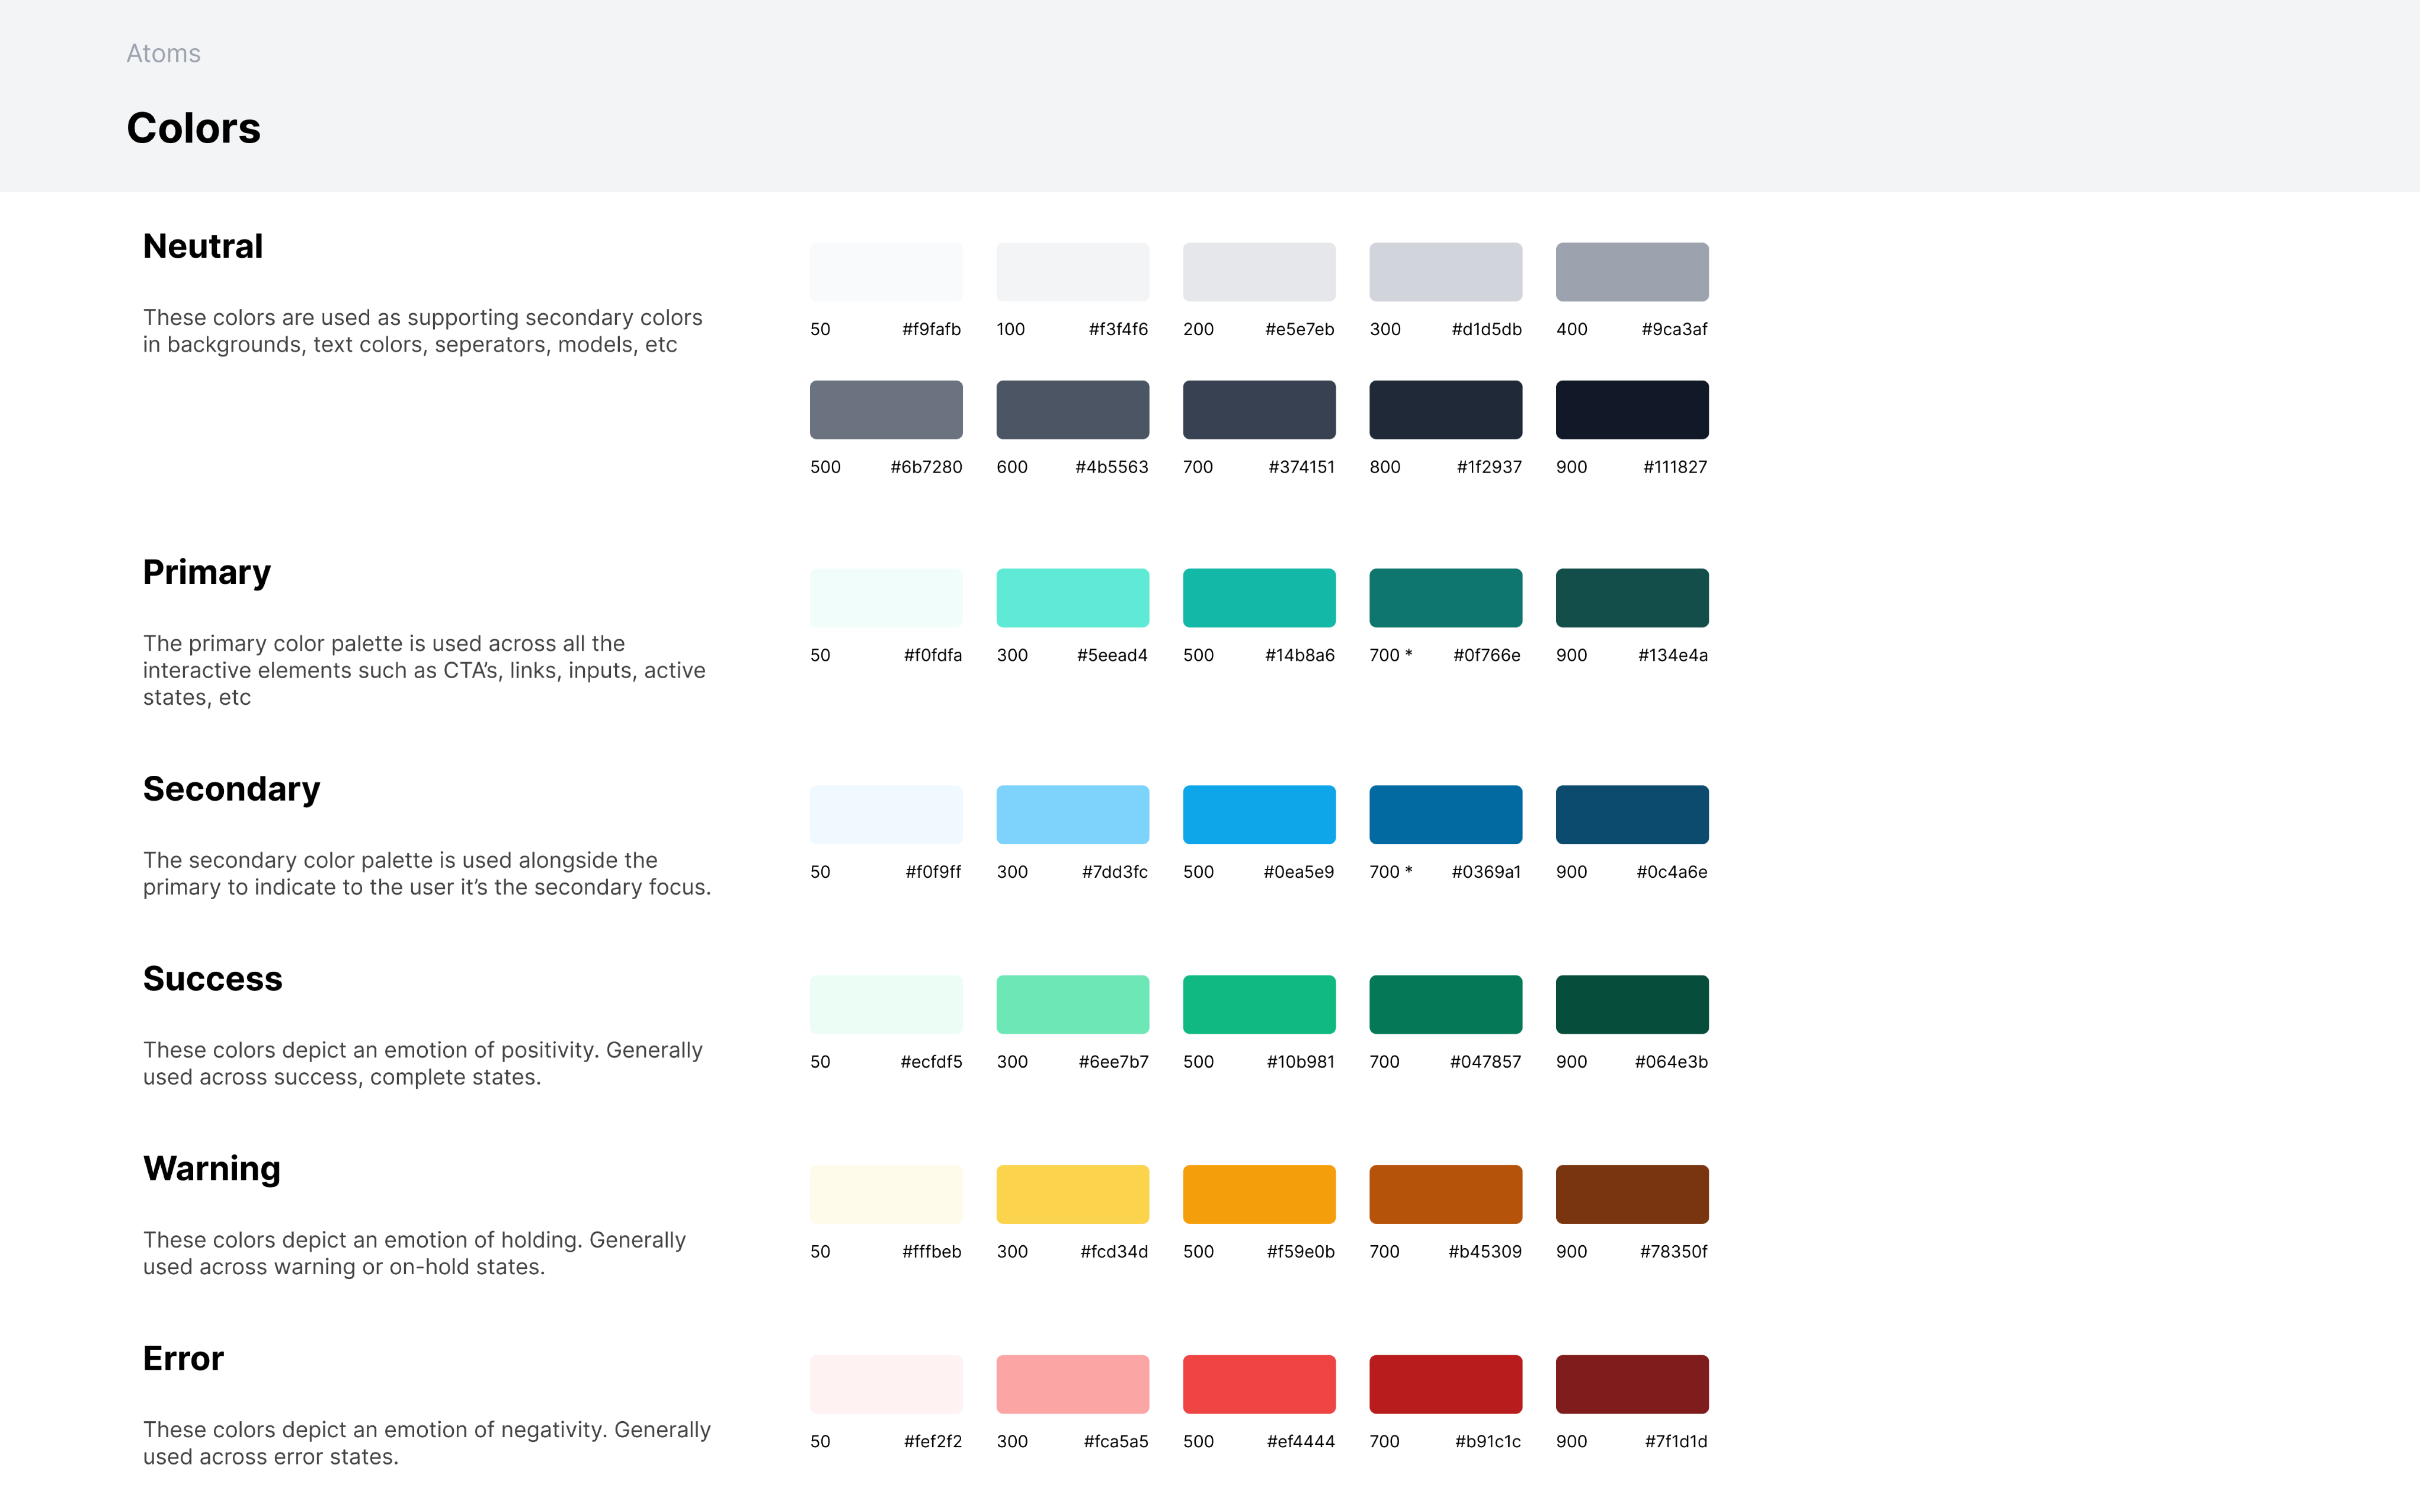 Atoms
Colors
Neutral
These colors are used as supporting secondary colors
in backgrounds, text colors, seperators, models, etc
50 #f9fafb 100 #f3f4f6 200 #e5e7eb 300 #d1d5db 400 #9ca3af
500 #6b7280 600 #4b5563 700 #374151 800 #1f2937 900 #111827
Primary
The primary color palette is used across all the
interactive elements such as CTA’s, links, inputs, active
states, etc
50 #f0fdfa 300 #5eead4 500 #14b8a6 700 * #0f766e 900 #134e4a
Secondary
The secondary color palette is used alongside the
primary to indicate to the user it’s the secondary focus.
50 #f0f9ff 300 #7dd3fc 500 #0ea5e9 700 * #0369a1 900 #0c4a6e
Success
These colors depict an emotion of positivity. Generally
used across success, complete states.
50 #ecfdf5 300 #6ee7b7 500 #10b981 700 #047857 900 #064e3b
Warning
These colors depict an emotion of holding. Generally
used across warning or on-hold states.
50 #fffbeb 300 #fcd34d 500 #f59e0b 700 #b45309 900 #78350f
Error
These colors depict an emotion of negativity. Generally
used across error states.
50 #fef2f2 300 #fca5a5 500 #ef4444 700 #b91c1c 900 #7f1d1d